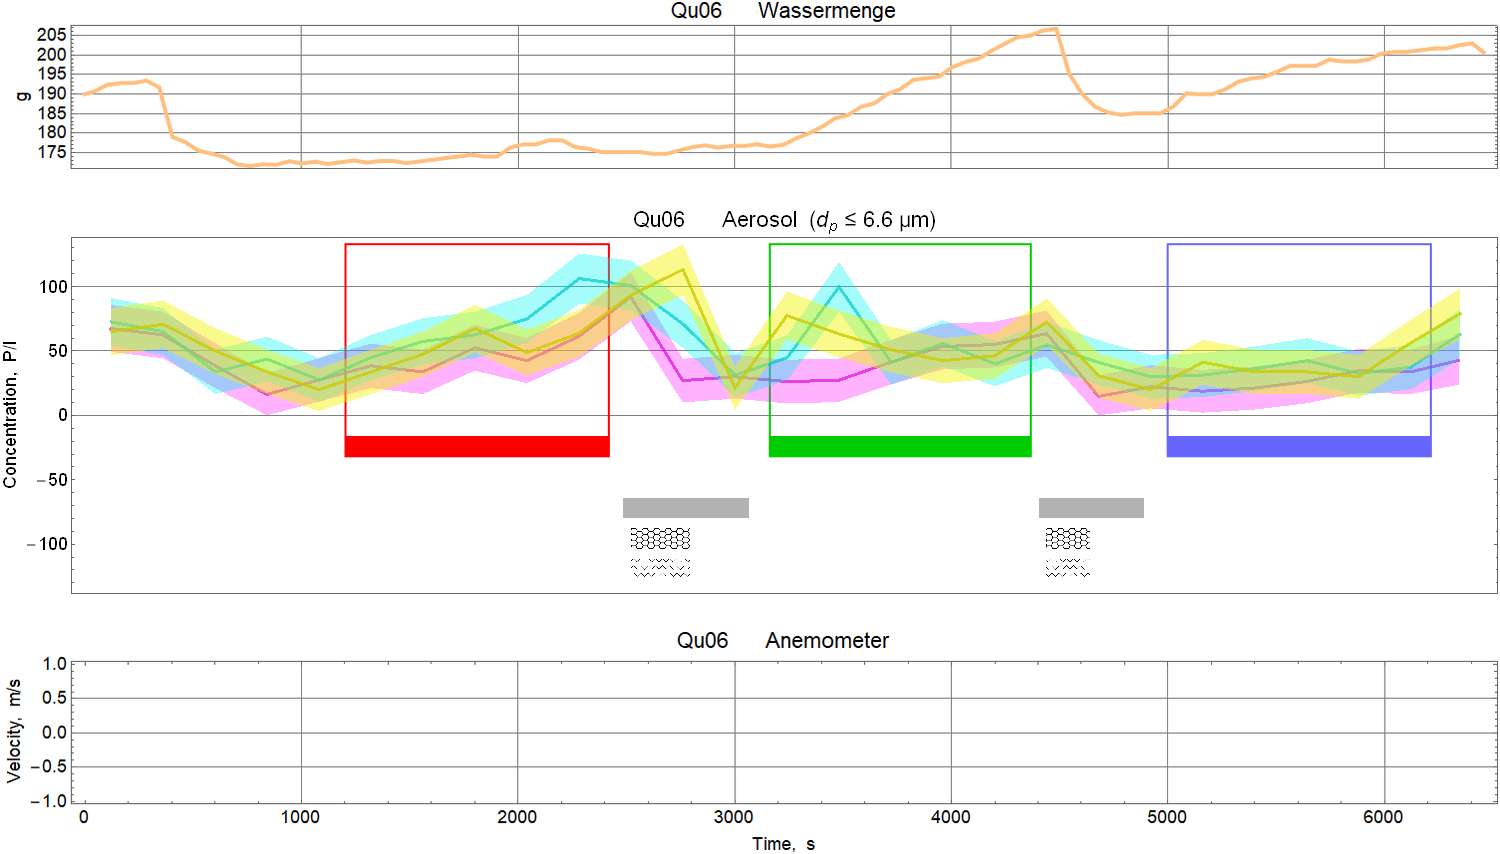 Qu06 Wassermenge
205
200
195
190
185
180
175
g
Qu06 Aerosol (dp ≤ 6.6 μm)
100
50
0
−50
−100
Concentration, P/l
Qu06 Anemometer
1.0
0.5
0.0
−0.5
−1.0
Velocity, m/s
0 1000 2000 3000 4000 5000 6000
Time, s